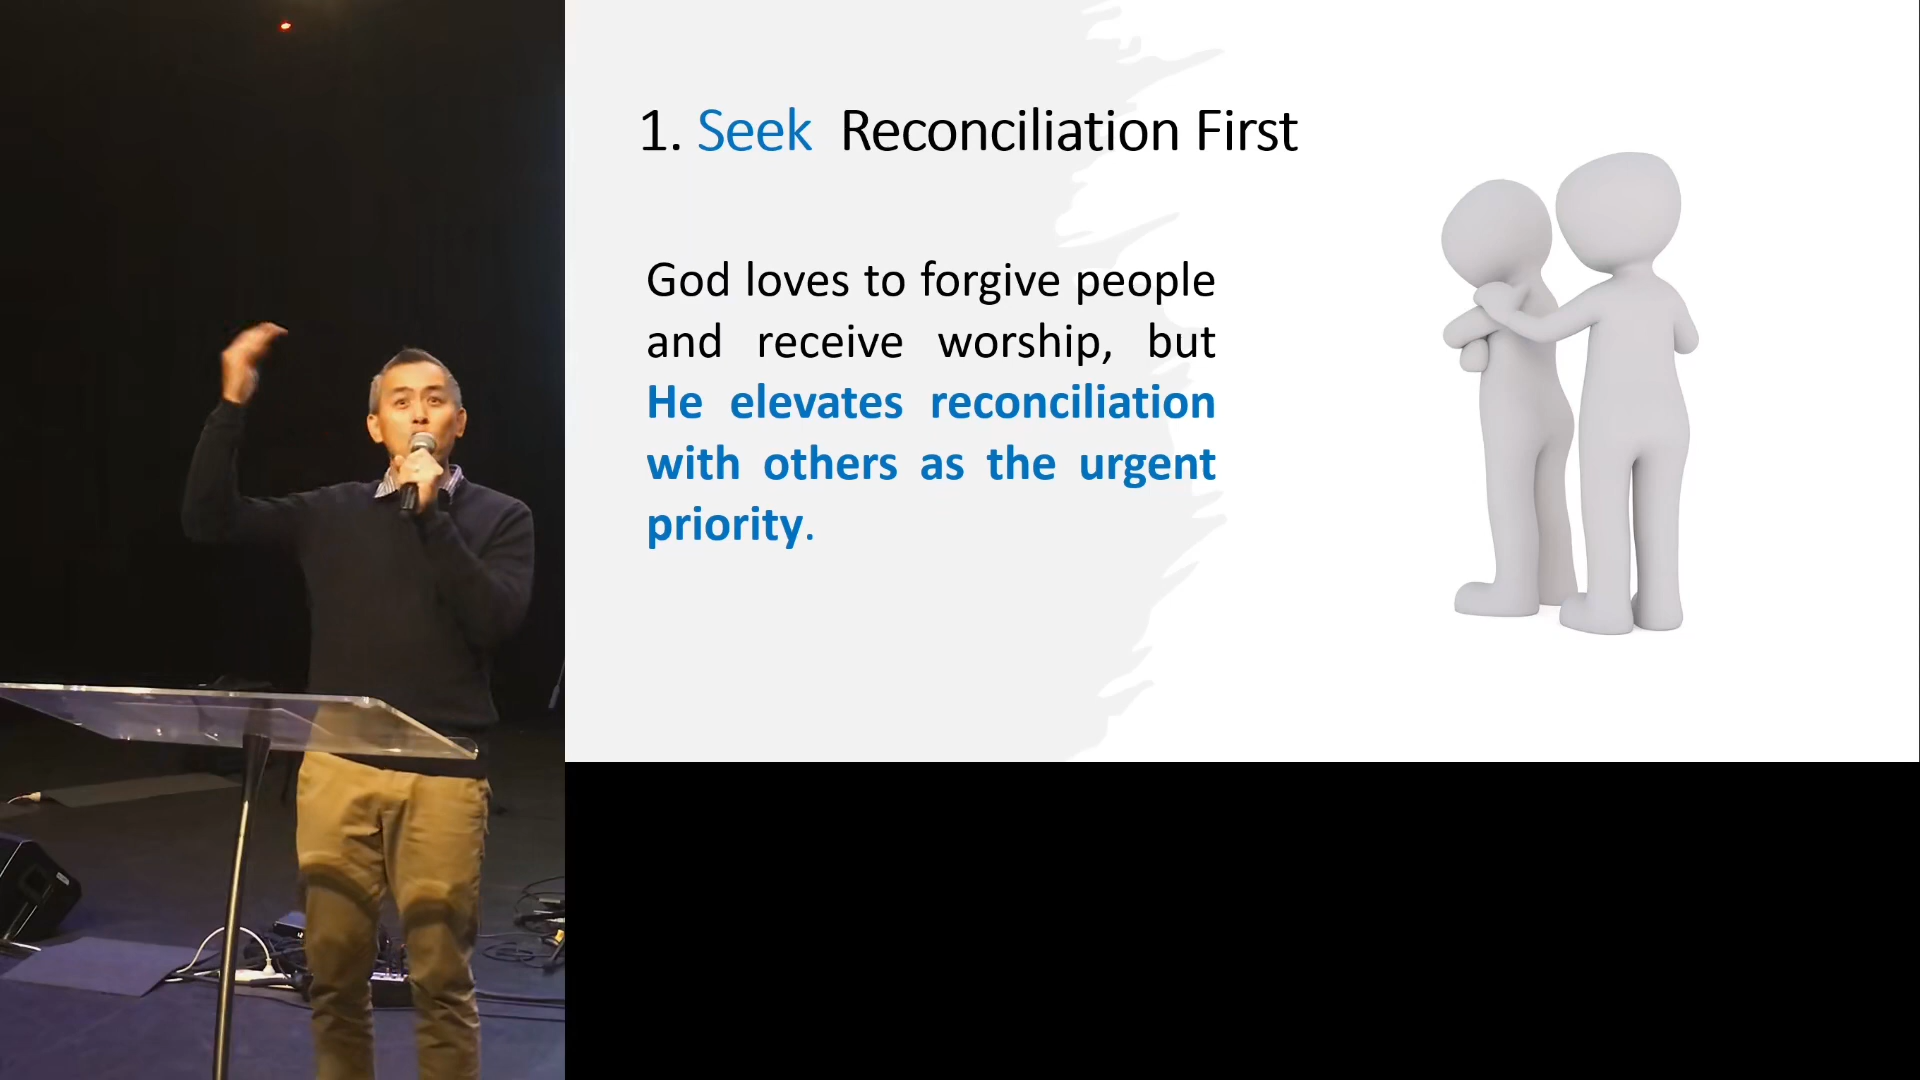 1. Seek Reconciliation First
God loves to forgive people
and receive worship, but
He elevates reconciliation
with others as the urgent
priority.